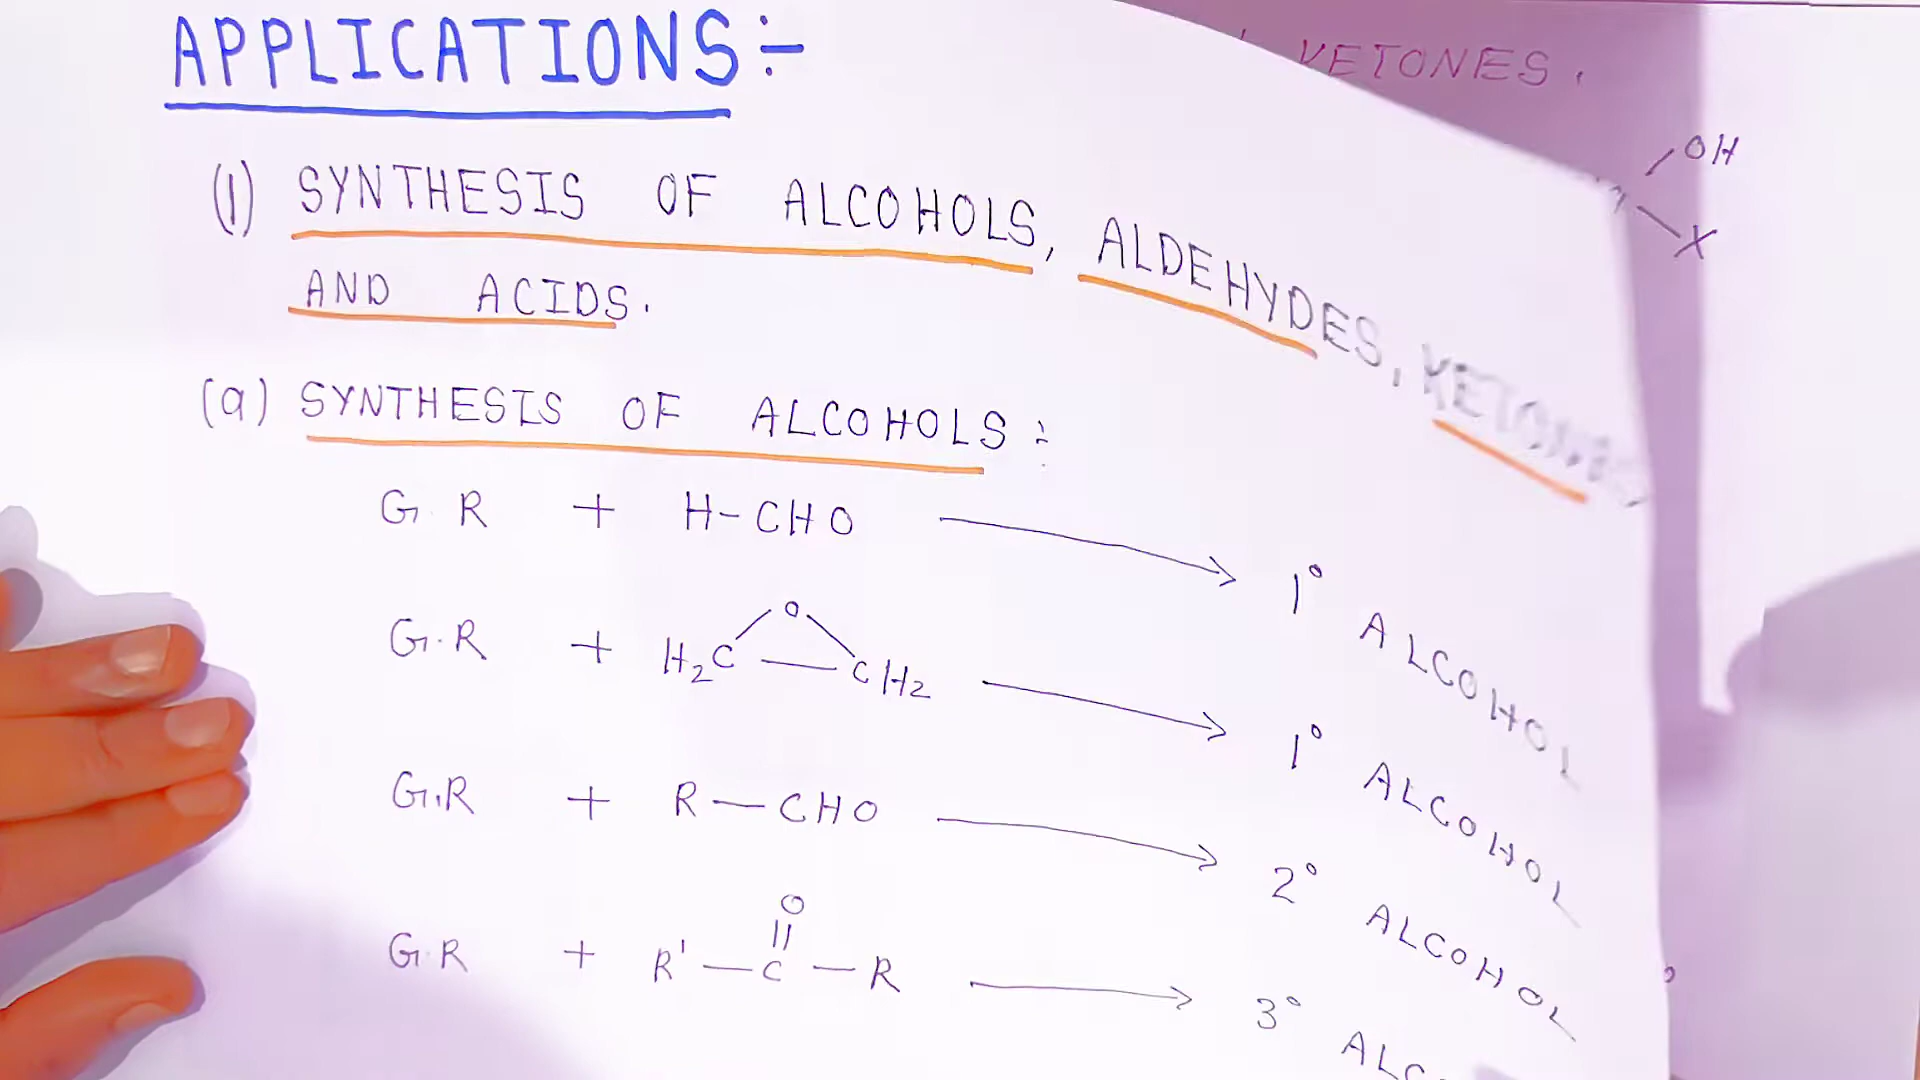 APPLICATIONS :-
(1) SYNTHESIS OF ALCOHOLS, ALDEHYDES, KETONES
AND ACIDS.
(a) SYNTHESIS OF ALCOHOLS :-
G.R + H-CHO → 1° ALCOHOL
O
G.R + H₂C — CH₂ → 1° ALCOHOL
G.R + R — CHO → 2° ALCOHOL
O
||
G.R + R' — C — R → 3°
KETONES.
OH
X